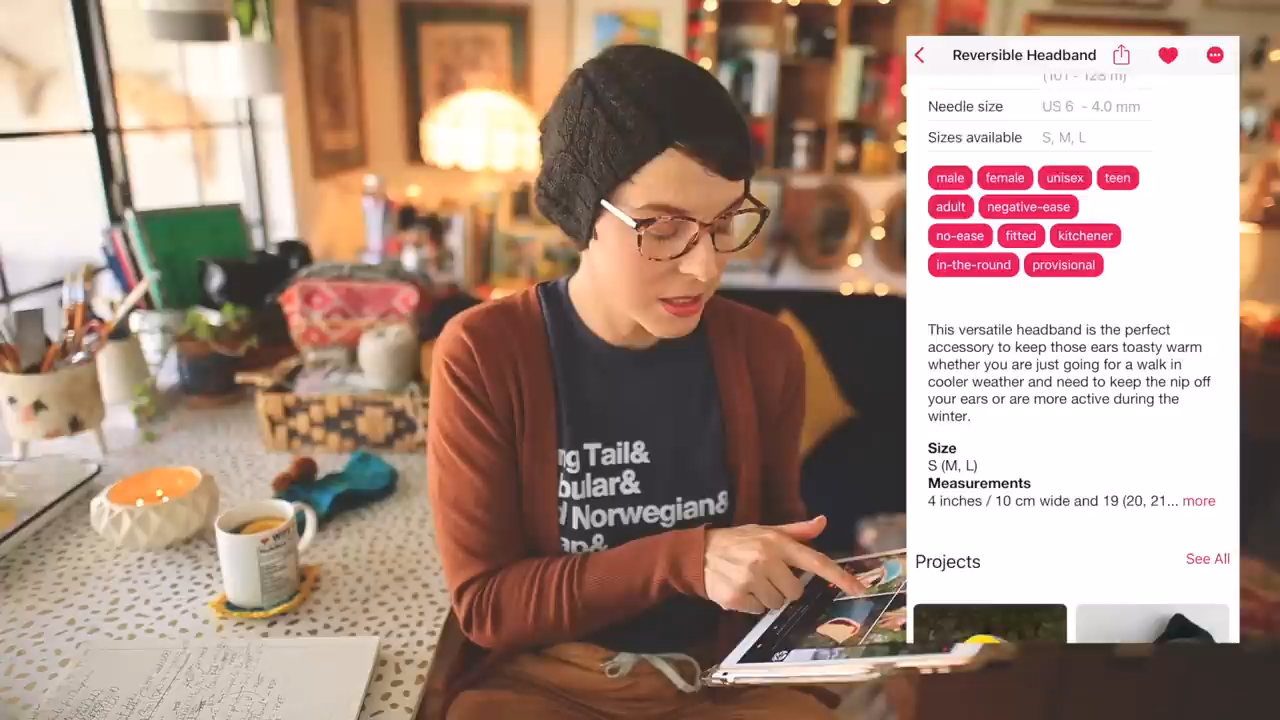 Reversible Headband
Needle size US 6 - 4.0 mm
Sizes available S, M, L
male female unisex teen
adult negative-ease
no-ease fitted kitchener
in-the-round provisional
This versatile headband is the perfect
accessory to keep those ears toasty warm
whether you are just going for a walk in
cooler weather and need to keep the nip off
your ears or are more active during the
winter.
Size
S (M, L)
Measurements
4 inches / 10 cm wide and 19 (20, 21... more
Projects See All
Tail&
Norwegian&